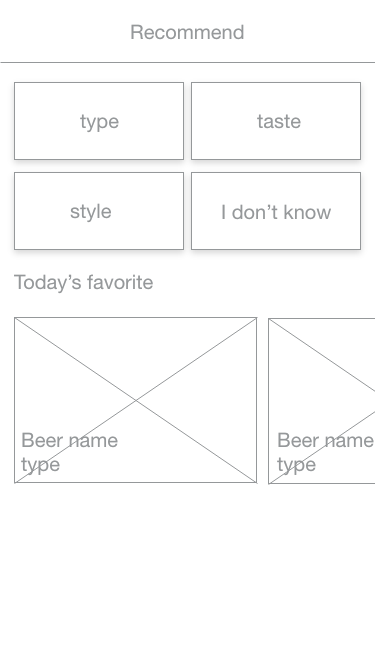 Recommend
type
taste
style
I don’t know
Today’s favorite
Beer name
type
Beer name
type